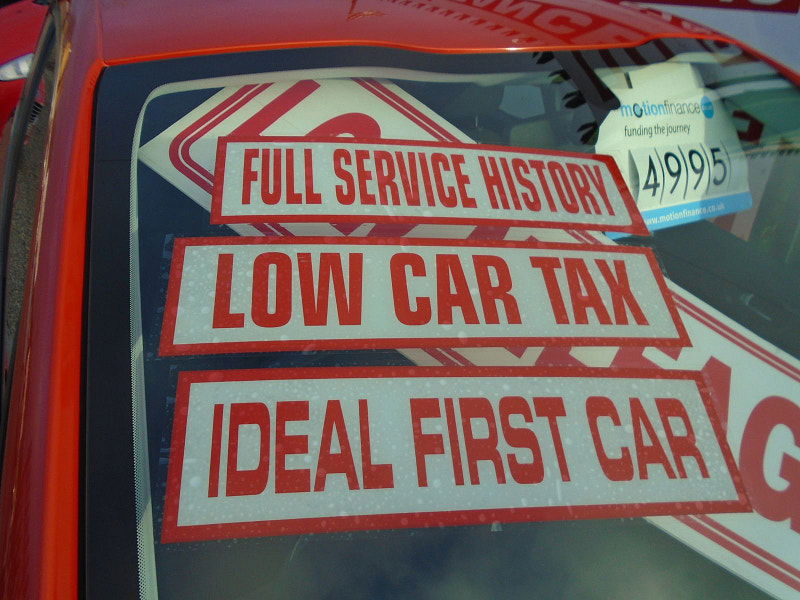 motionfinance
funding the journey
4995
www.motionfinance.co.uk
FULL SERVICE HISTORY
LOW CAR TAX
IDEAL FIRST CAR